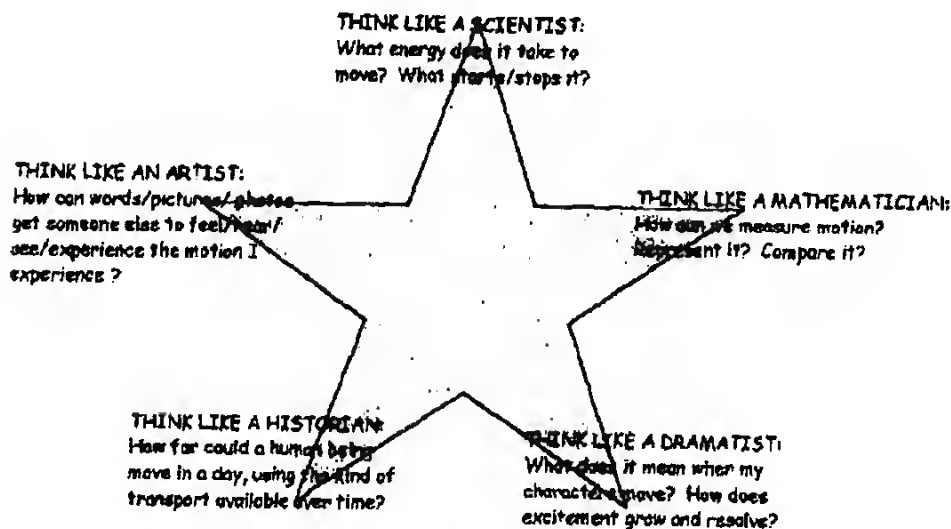 THINK LIKE A SCIENTIST:
What energy does it take to
move? What starts/stops it?
THINK LIKE AN ARTIST:
How can words/pictures/photos
get someone else to feel/hear/
see/experience the motion I
experience ?
THINK LIKE A MATHEMATICIAN:
How can we measure motion?
Represent it? Compare it?
THINK LIKE A HISTORIAN:
How far could a human being
move in a day, using the kind of
transport available over time?
THINK LIKE A DRAMATIST:
What does it mean when my
characters move? How does
excitement grow and resolve?